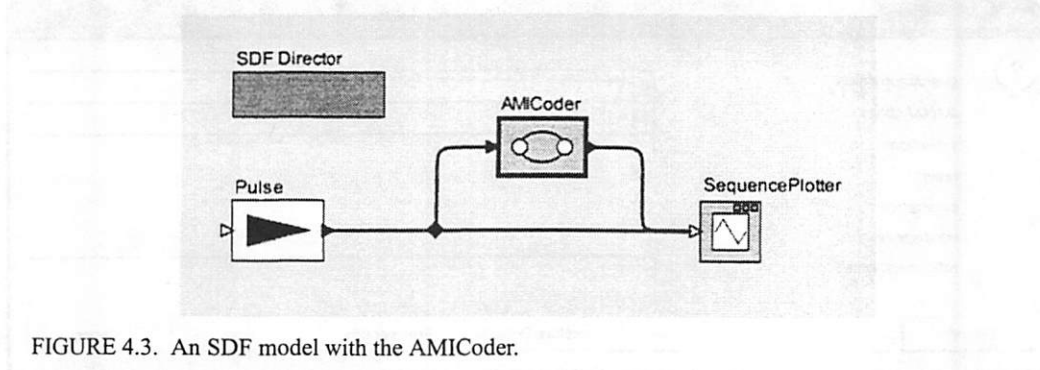 SDF Director
AMICoder
Pulse
SequencePlotter
FIGURE 4.3. An SDF model with the AMICoder.